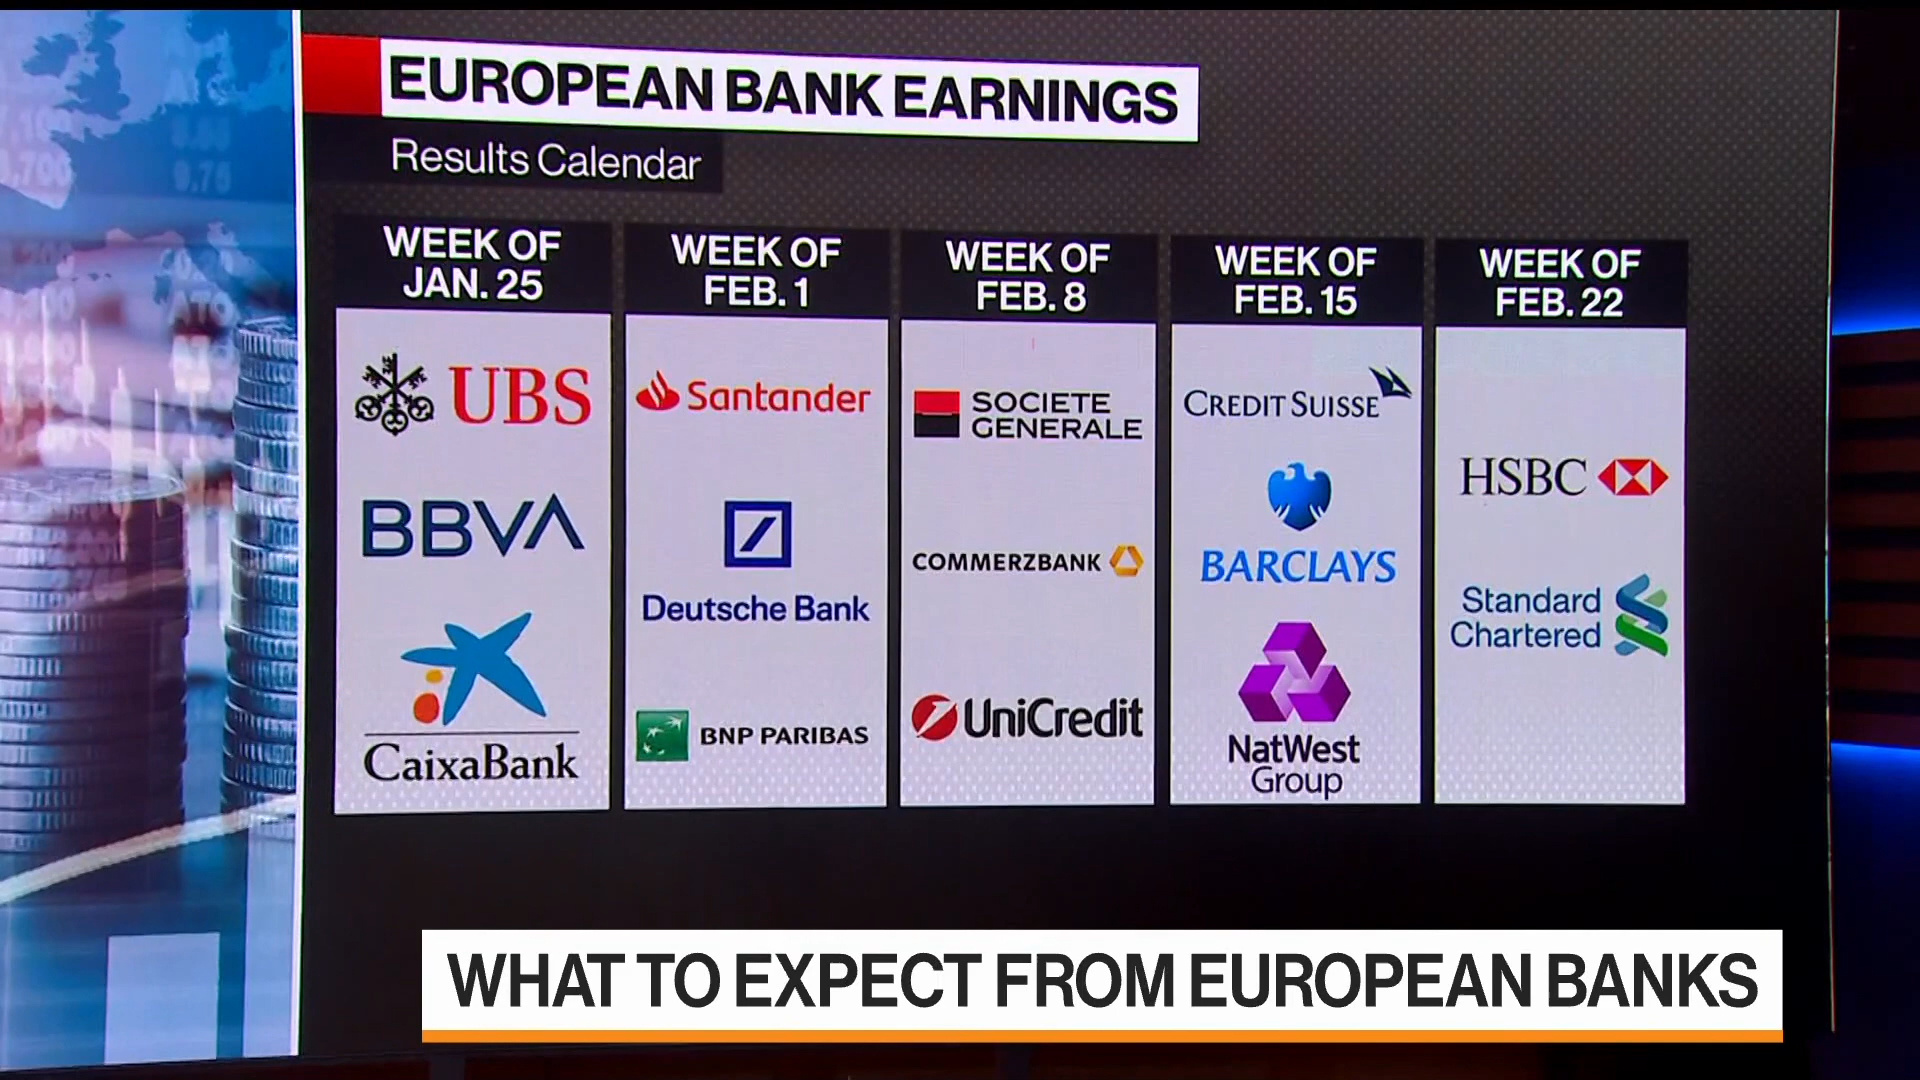 EUROPEAN BANK EARNINGS
Results Calendar
WEEK OF
JAN. 25
UBS
BBVA
CaixaBank
WEEK OF
FEB. 1
Santander
Deutsche Bank
BNP PARIBAS
WEEK OF
FEB. 8
SOCIETE
GENERALE
COMMERZBANK
UniCredit
WEEK OF
FEB. 15
CREDIT SUISSE
BARCLAYS
NatWest
Group
WEEK OF
FEB. 22
HSBC
Standard
Chartered
WHAT TO EXPECT FROM EUROPEAN BANKS